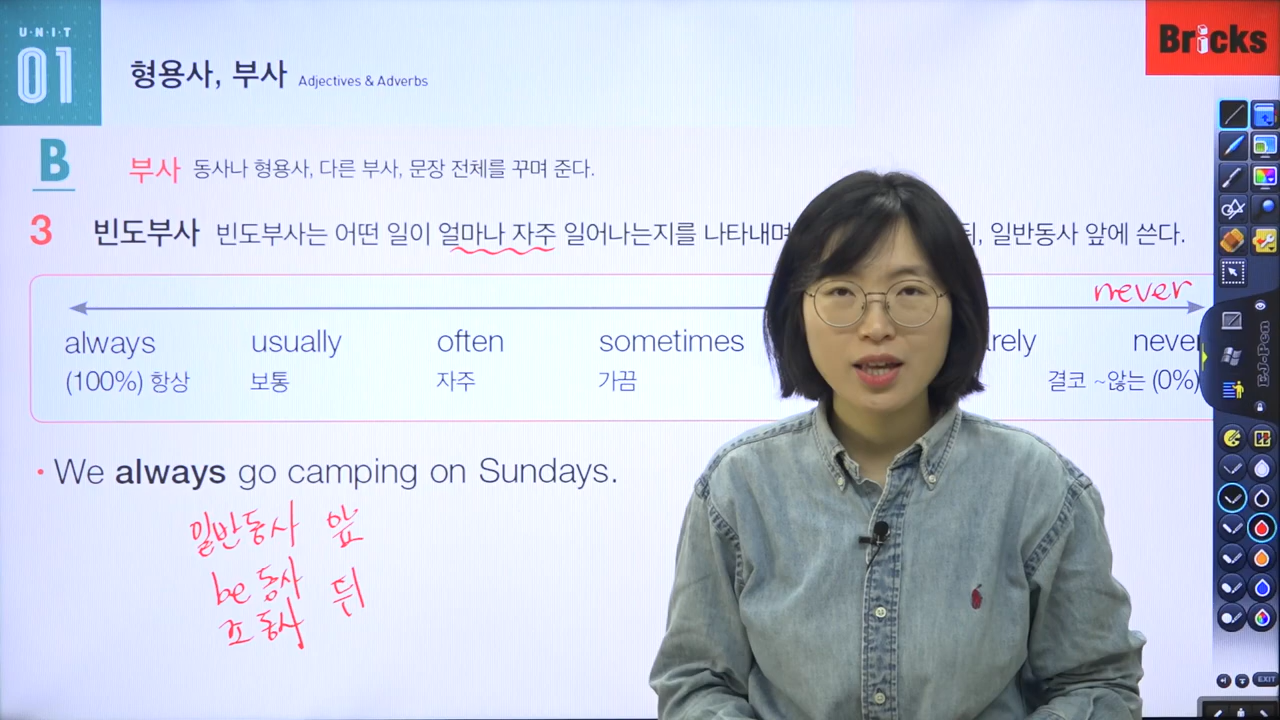 UNIT
01
형용사, 부사 Adjectives & Adverbs
Bricks
B
부사 동사나 형용사, 다른 부사, 문장 전체를 꾸며 준다.
3 빈도부사 빈도부사는 어떤 일이 얼마나 자주 일어나는지를 나타내며 뒤, 일반동사 앞에 쓴다.
never
always usually often sometimes never
(100%) 항상 보통 자주 가끔 결코 ~않는 (0%)
• We always go camping on Sundays.
일반동사 앞
be동사 뒤
조동사
EJ-Pen
EXIT